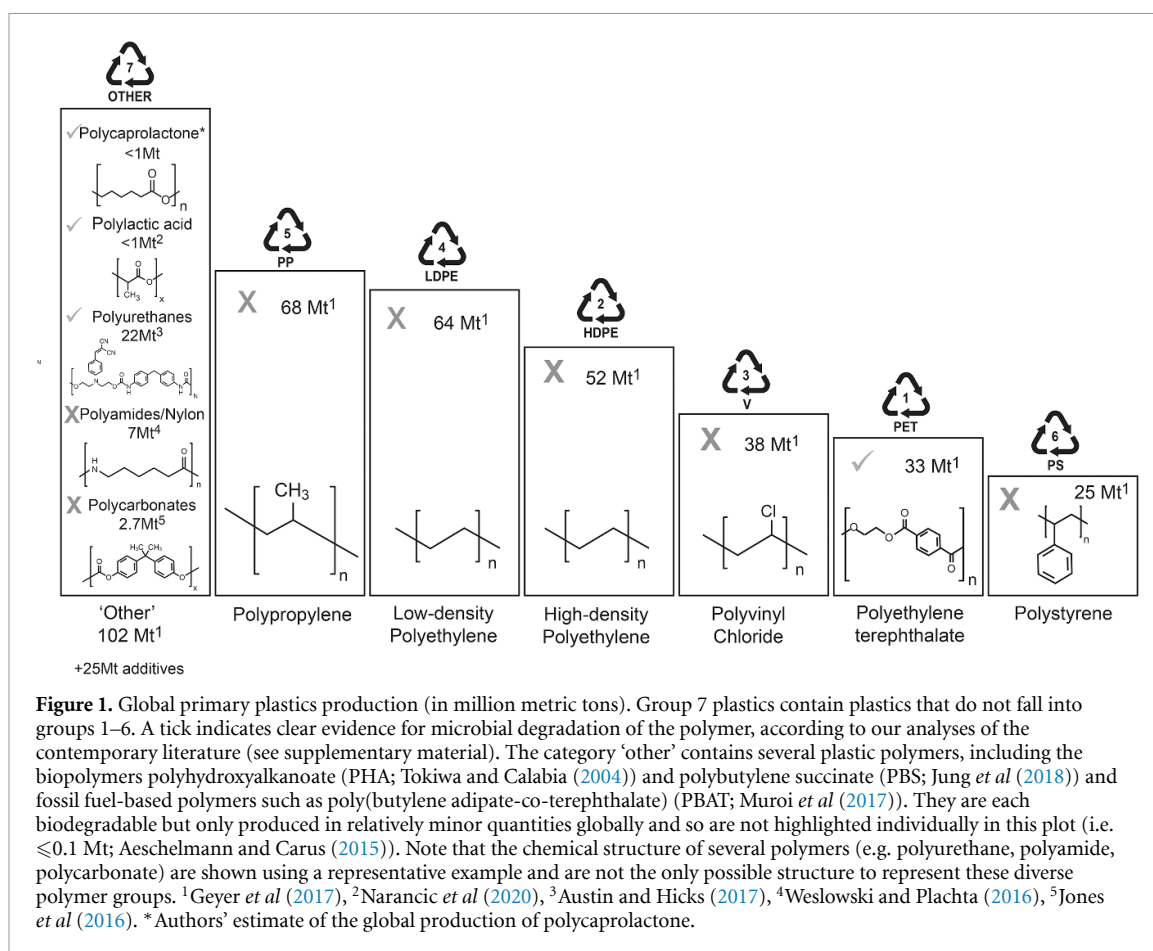 7
OTHER
✓Polycaprolactone*
<1Mt
O
O
n
✓ Polylactic acid
<1Mt2
O
O
CH3
x
✓ Polyurethanes
22Mt3
N
CN
CN
O
N
O
O
N
H
N
H
O
N
XPolyamides/Nylon
7Mt4
H
N
O
n
X Polycarbonates
2.7Mt5
H3C CH3
O
O
O
x
'Other'
102 Mt1
+25Mt additives
5
PP
X 68 Mt1
CH3
n
Polypropylene
4
LDPE
X 64 Mt1
n
Low-density
Polyethylene
2
HDPE
X 52 Mt1
n
High-density
Polyethylene
3
V
X 38 Mt1
Cl
n
Polyvinyl
Chloride
1
PET
✓ 33 Mt1
O
O
O
O
n
Polyethylene
terephthalate
6
PS
X 25 Mt1
n
Polystyrene
Figure 1. Global primary plastics production (in million metric tons). Group 7 plastics contain plastics that do not fall into
groups 1–6. A tick indicates clear evidence for microbial degradation of the polymer, according to our analyses of the
contemporary literature (see supplementary material). The category 'other' contains several plastic polymers, including the
biopolymers polyhydroxyalkanoate (PHA; Tokiwa and Calabia (2004)) and polybutylene succinate (PBS; Jung et al (2018)) and
fossil fuel-based polymers such as poly(butylene adipate-co-terephthalate) (PBAT; Muroi et al (2017)). They are each
biodegradable but only produced in relatively minor quantities globally and so are not highlighted individually in this plot (i.e.
⩽0.1 Mt; Aeschelmann and Carus (2015)). Note that the chemical structure of several polymers (e.g. polyurethane, polyamide,
polycarbonate) are shown using a representative example and are not the only possible structure to represent these diverse
polymer groups. 1Geyer et al (2017), 2Narancic et al (2020), 3Austin and Hicks (2017), 4Weslowski and Plachta (2016), 5Jones
et al (2016). *Authors' estimate of the global production of polycaprolactone.